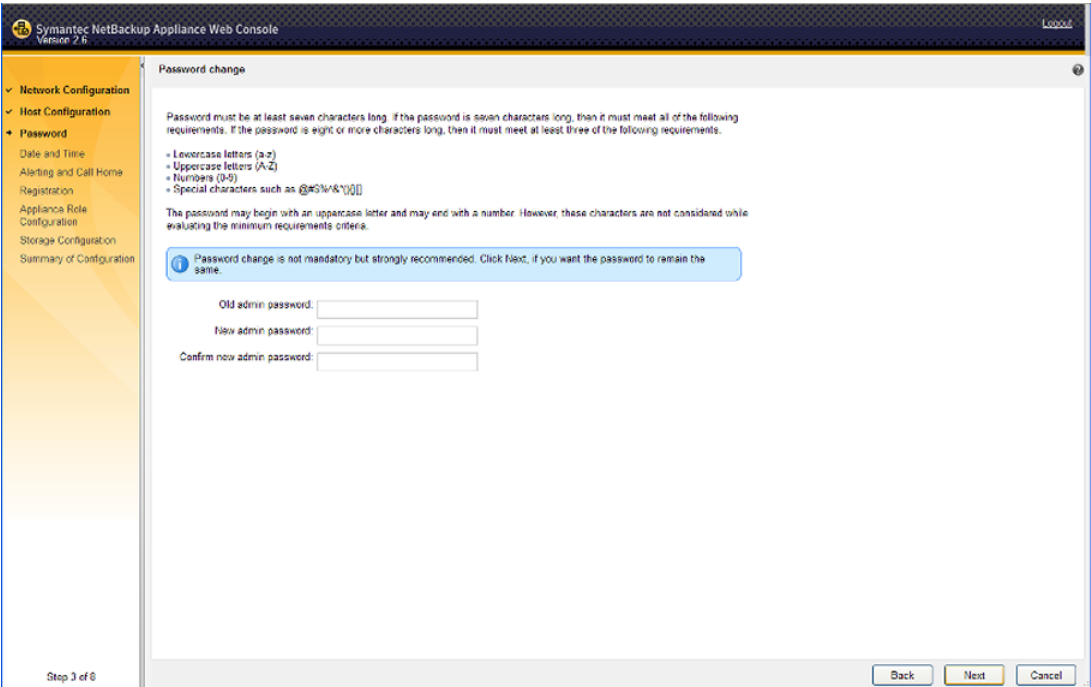 Symantec NetBackup Appliance Web Console
Version 2.6
Logout
Network Configuration
Host Configuration
Password
Date and Time
Alerting and Call Home
Registration
Appliance Role
Configuration
Storage Configuration
Summary of Configuration
Step 3 of 8
Password change
Password must be at least seven characters long. If the password is seven characters long, then it must meet all of the following
requirements. If the password is eight or more characters long, then it must meet at least three of the following requirements.
Lowercase letters (a-z)
Uppercase letters (A-Z)
Numbers (0-9)
Special characters such as @#$%^&*(){}[]
The password may begin with an uppercase letter and may end with a number. However, these characters are not considered while
evaluating the minimum requirements criteria.
Password change is not mandatory but strongly recommended. Click Next, if you want the password to remain the
same.
Old admin password:
New admin password:
Confirm new admin password:
Back
Next
Cancel